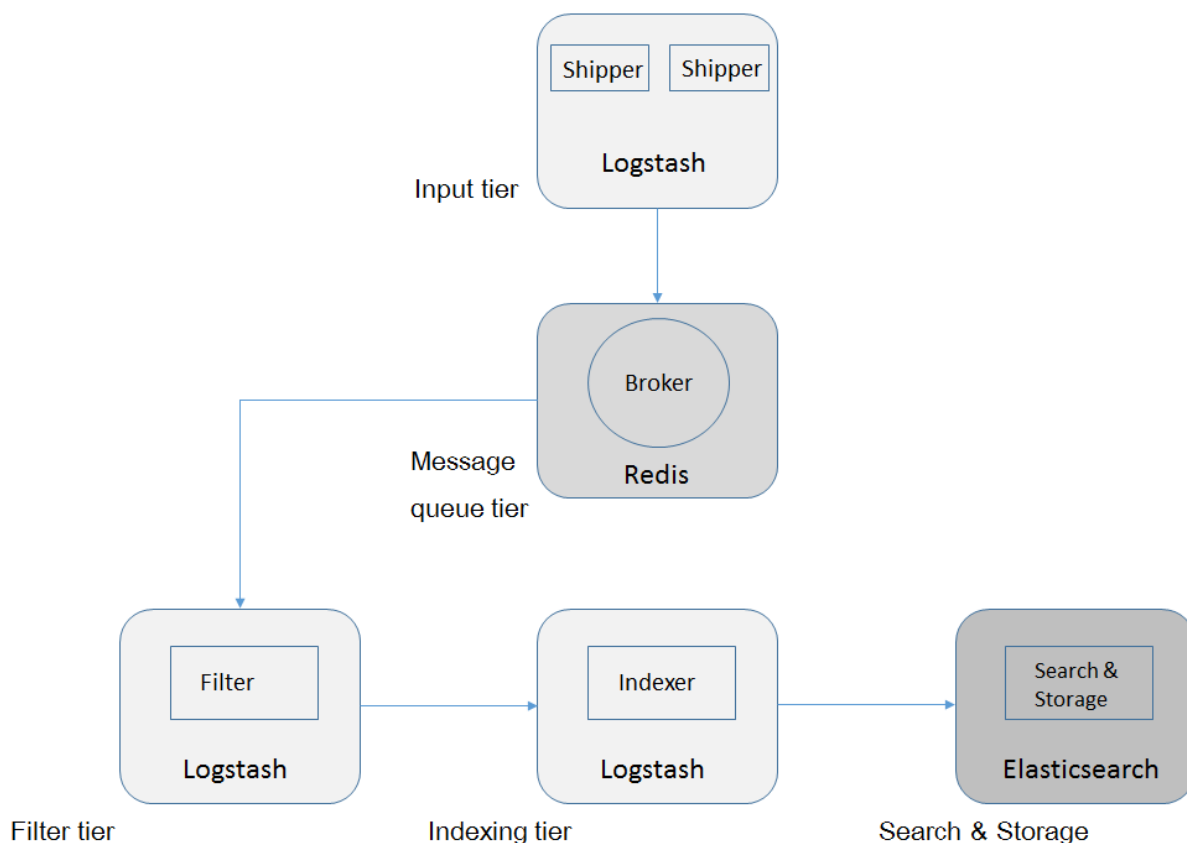 Shipper
Shipper
Logstash
Input tier
Broker
Redis
Message
queue tier
Filter
Logstash
Filter tier
Indexer
Logstash
Indexing tier
Search &
Storage
Elasticsearch
Search & Storage